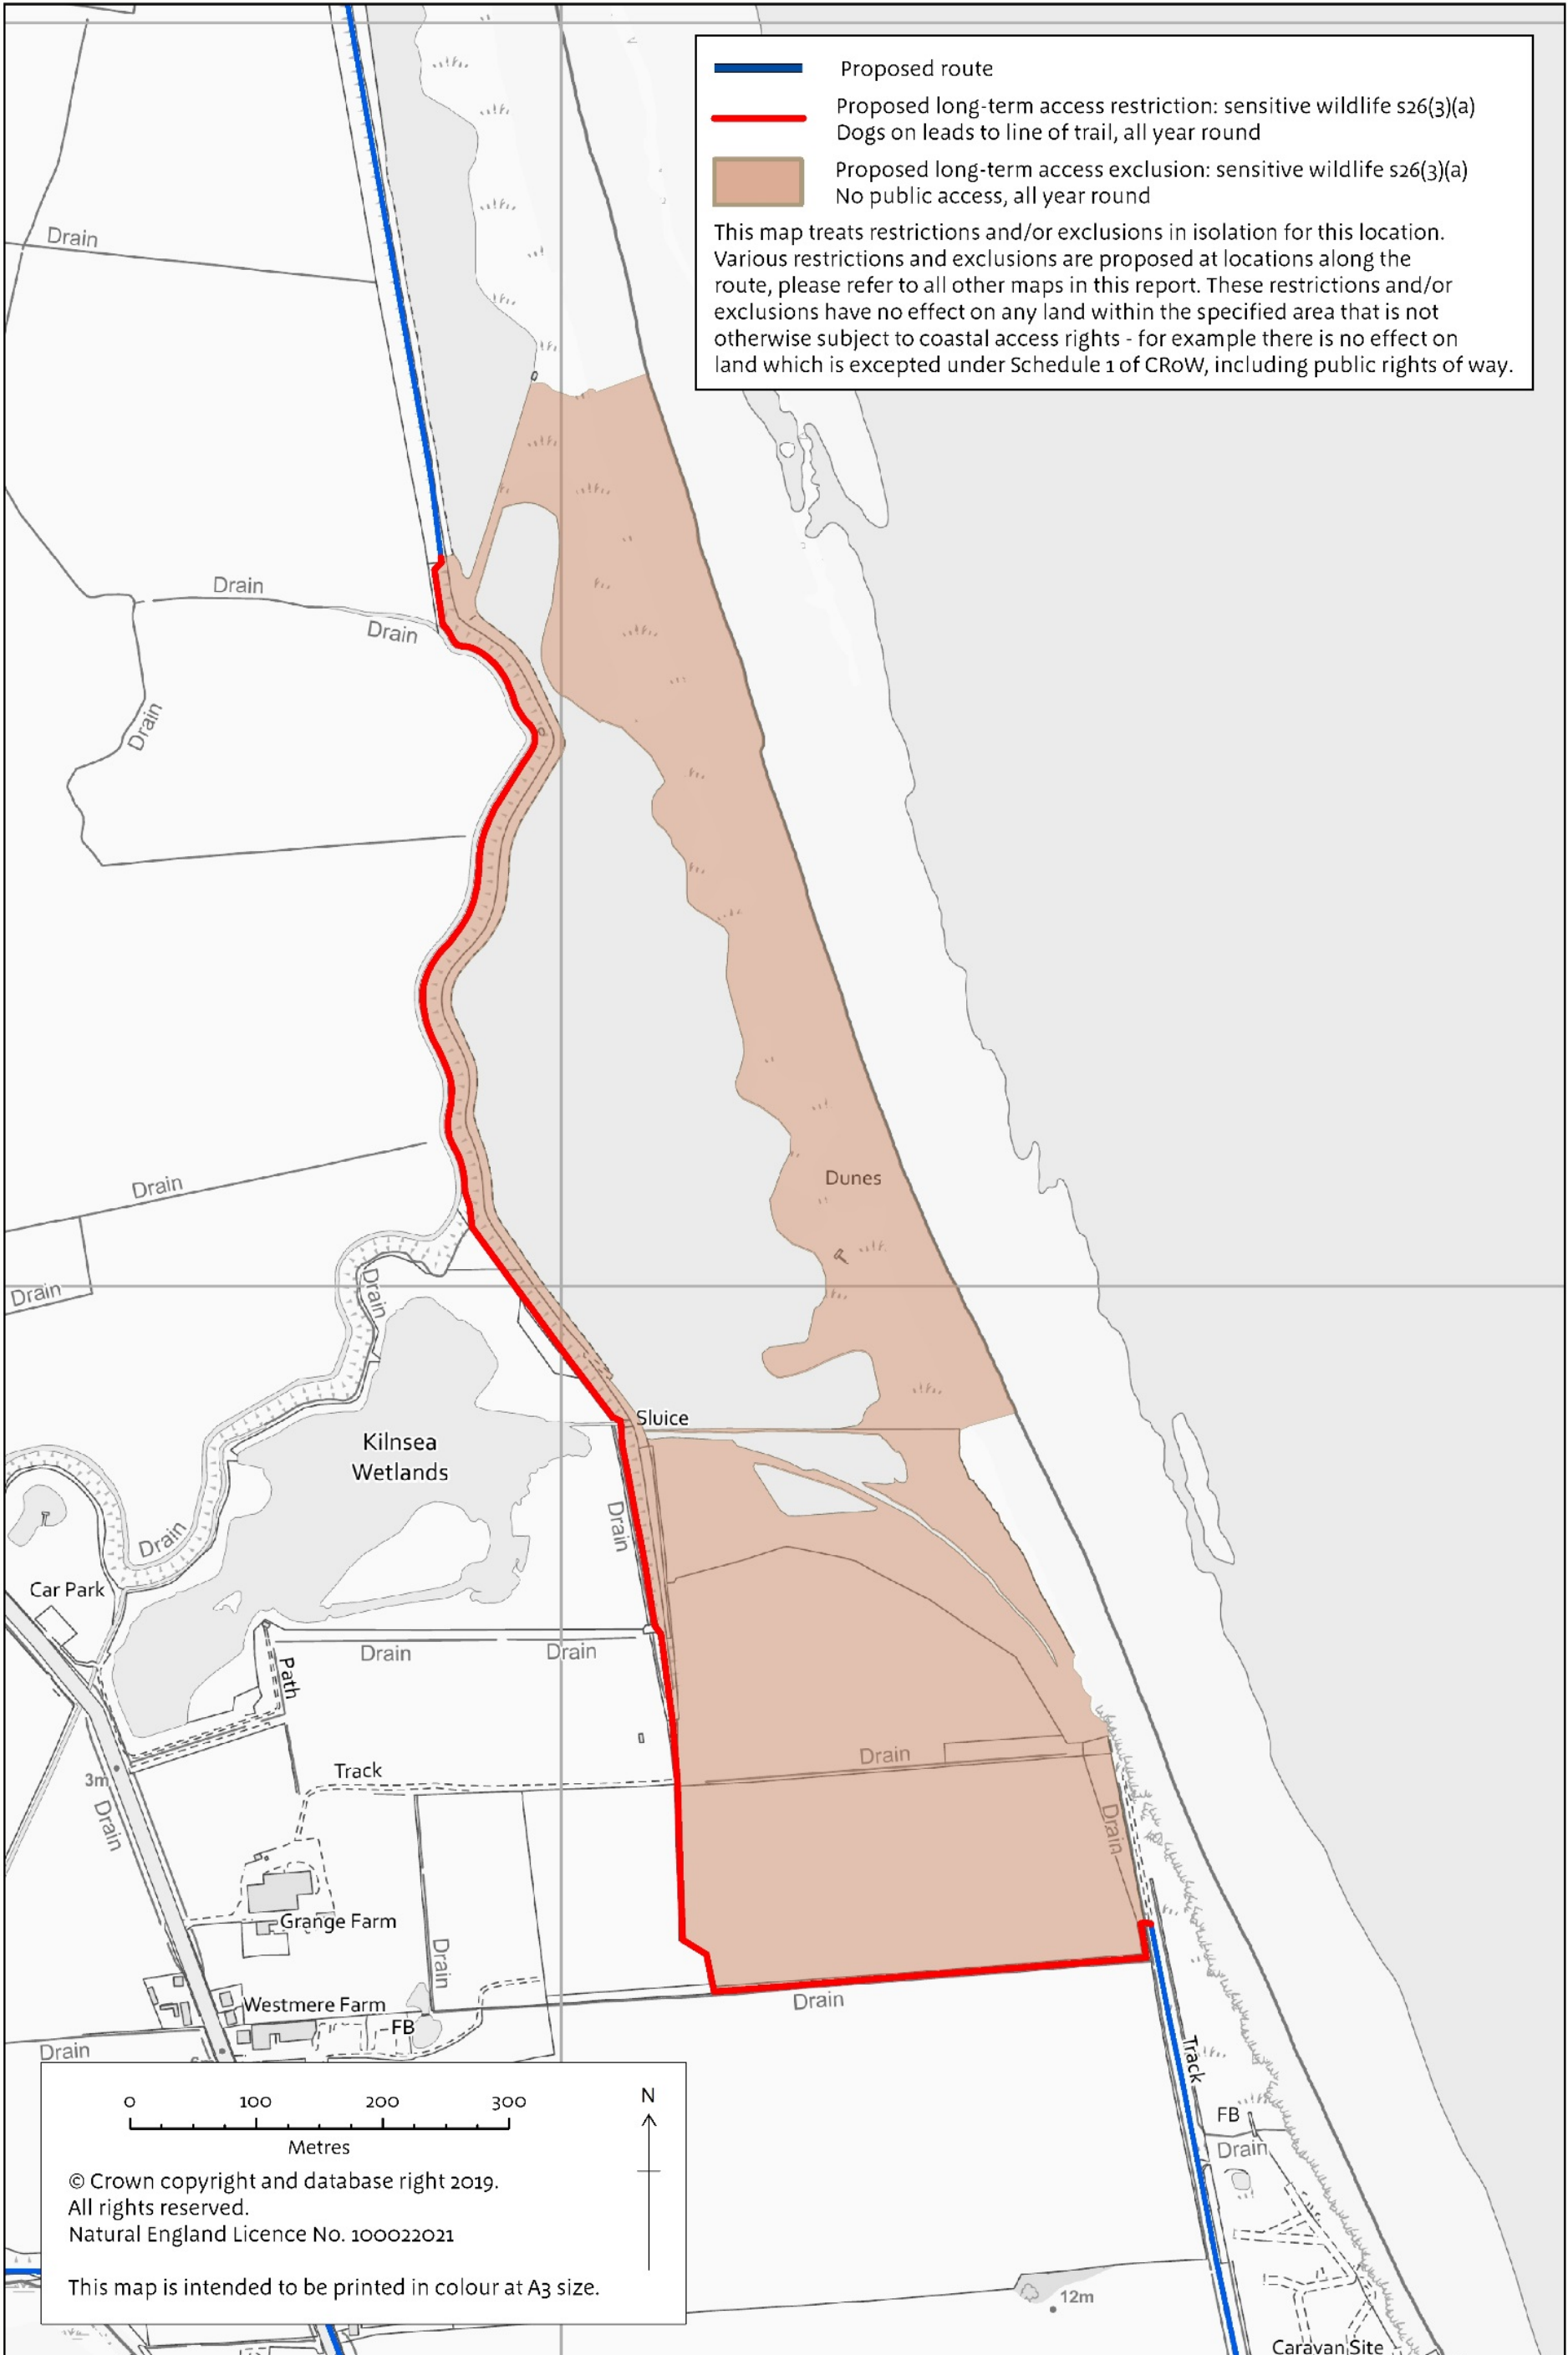 Proposed route
Proposed long-term access restriction: sensitive wildlife s26(3)(a)
Dogs on leads to line of trail, all year round
Proposed long-term access exclusion: sensitive wildlife s26(3)(a)
No public access, all year round
This map treats restrictions and/or exclusions in isolation for this location.
Various restrictions and exclusions are proposed at locations along the
route, please refer to all other maps in this report. These restrictions and/or
exclusions have no effect on any land within the specified area that is not
otherwise subject to coastal access rights - for example there is no effect on
land which is excepted under Schedule 1 of CRoW, including public rights of way.
Drain
Drain
Drain
Drain
Dunes
Drain
Drain
Drain
Sluice
Kilnsea
Wetlands
Drain
Drain
Car Park
Drain
Drain
Path
Drain
Track
3m
Drain
Drain
Grange Farm
Drain
Westmere Farm
Drain
FB
Drain
Track
FB
Drain
0 100 200 300
Metres
N
© Crown copyright and database right 2019.
All rights reserved.
Natural England Licence No. 100022021
This map is intended to be printed in colour at A3 size.
12m
Caravan Site